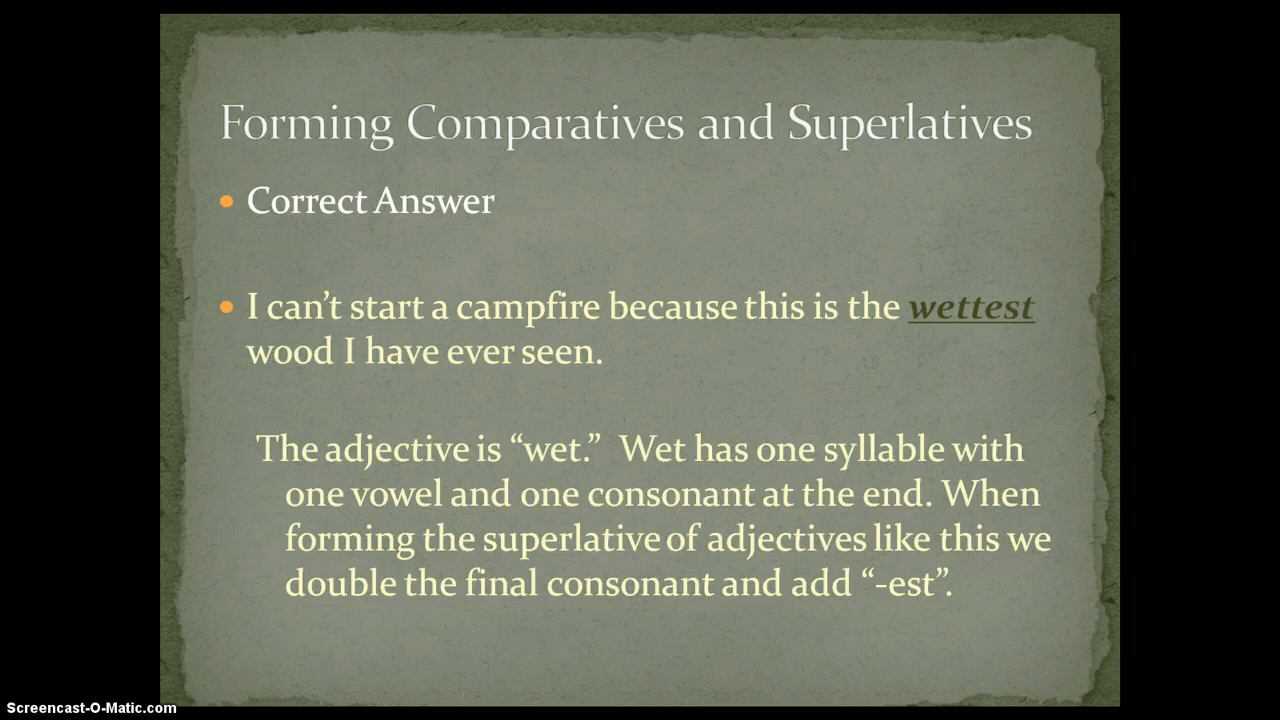 Forming Comparatives and Superlatives
• Correct Answer
• I can’t start a campfire because this is the wettest
wood I have ever seen.
The adjective is “wet.”  Wet has one syllable with
one vowel and one consonant at the end. When
forming the superlative of adjectives like this we
double the final consonant and add “-est”.
Screencast-O-Matic.com